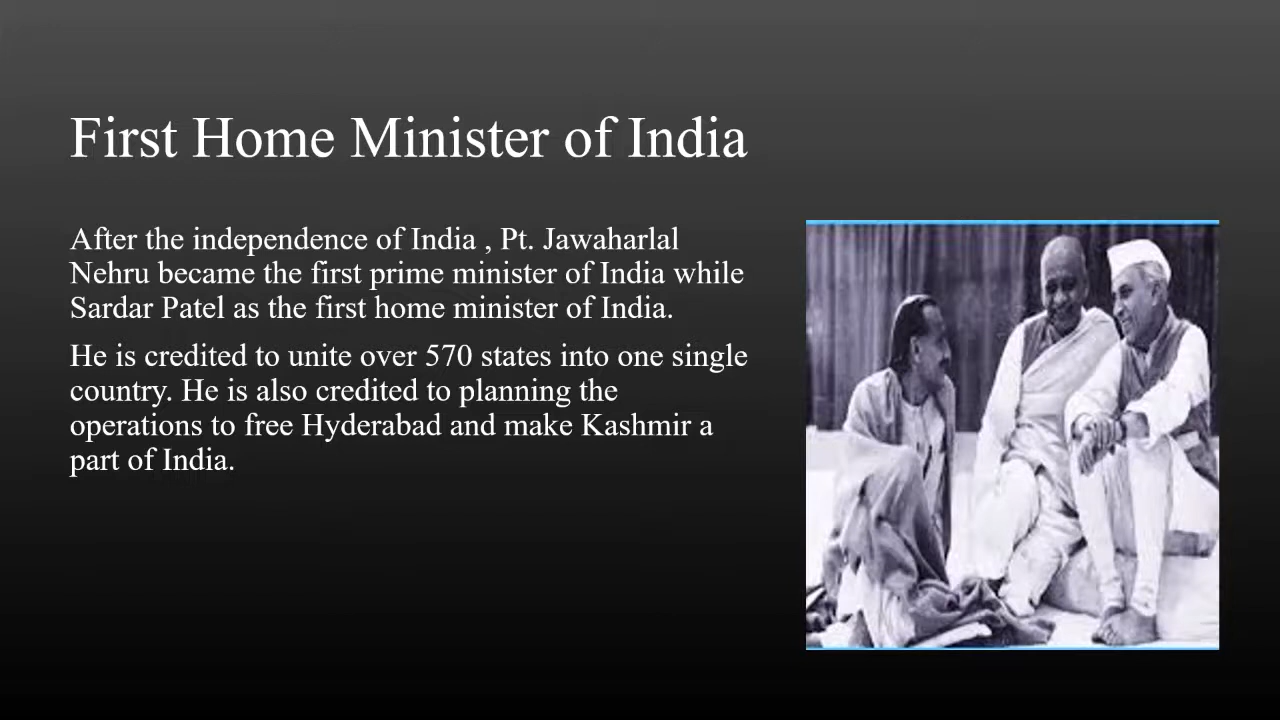 First Home Minister of India
After the independence of India , Pt. Jawaharlal
Nehru became the first prime minister of India while
Sardar Patel as the first home minister of India.
He is credited to unite over 570 states into one single
country. He is also credited to planning the
operations to free Hyderabad and make Kashmir a
part of India.